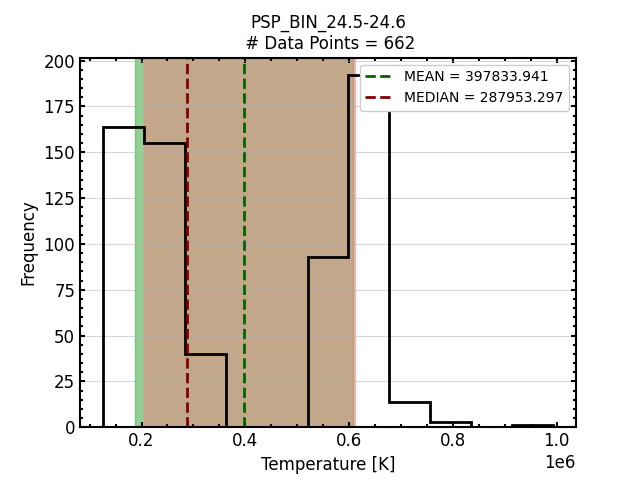 PSP_BIN_24.5-24.6
# Data Points = 662
MEAN = 397833.941
MEDIAN = 287953.297
200
175
150
125
100
75
50
25
0
Frequency
0.2
0.4
0.6
0.8
1.0
1e6
Temperature [K]